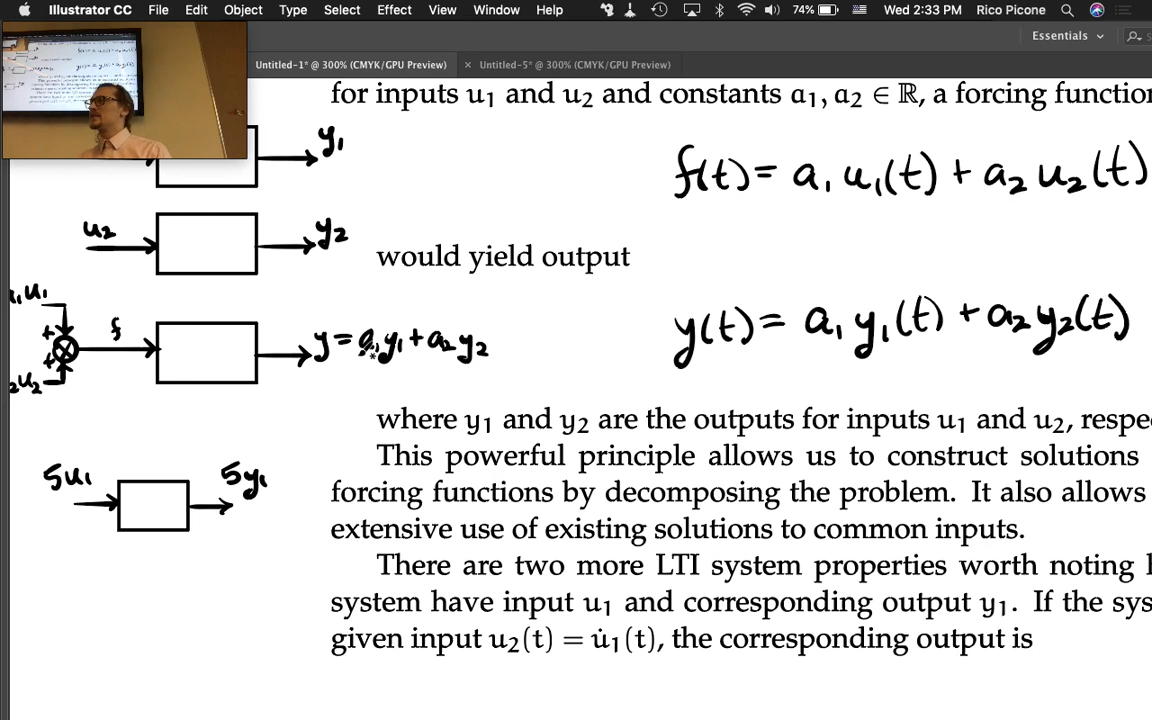 Illustrator CC File Edit Object Type Select Effect View Window Help 74% Wed 2:33 PM Rico Picone
Essentials
Untitled-1* @ 300% (CMYK/GPU Preview) × Untitled-5* @ 300% (CMYK/GPU Preview)
for inputs u₁ and u₂ and constants a₁, a₂ ∈ ℝ, a forcing functio
y₁
f(t) = a₁ u₁(t) + a₂ u₂(t)
u₂ y₂
would yield output
u₁
+
f
y = a₁y₁ + a₂y₂
y(t) = a₁ y₁(t) + a₂ y₂(t)
+
₂u₂
where y₁ and y₂ are the outputs for inputs u₁ and u₂, respe
This powerful principle allows us to construct solutions
5u₁ 5y₁
forcing functions by decomposing the problem. It also allows
extensive use of existing solutions to common inputs.
There are two more LTI system properties worth noting
system have input u₁ and corresponding output y₁. If the sys
given input u₂(t) = u̇₁(t), the corresponding output is